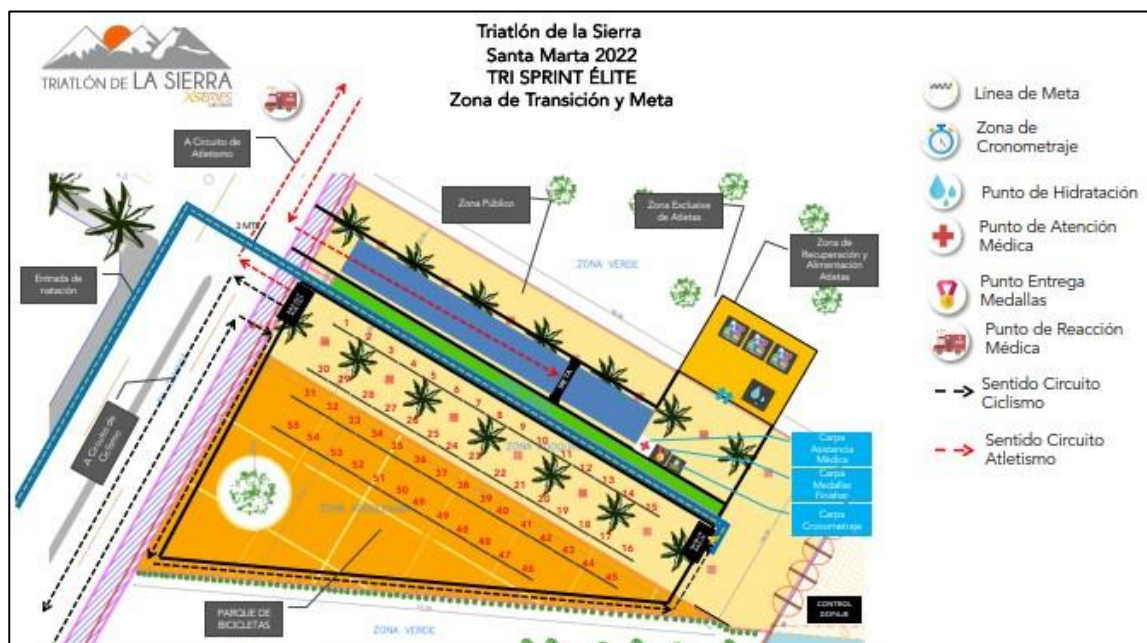 Triatlón de la Sierra
Santa Marta 2022
TRI SPRINT ÉLITE
Zona de Transición y Meta
TRIATLÓN DE LA SIERRA
A Circuito de
Atletismo
Zona Público
Zona Exclusiva
de Atletas
Zona de
Recuperación y
Alimentación
Atletas
ZONA VERDE
Entrada de
natación
A Circuito de
Ciclismo
META
1
2
3
4
5
6
7
8
9
10
11
12
13
14
15
30
29
28
27
26
25
24
23
22
21
20
19
18
17
16
31
32
33
34
35
36
37
38
39
40
41
42
43
44
45
55
54
53
52
51
50
49
48
47
46
Carpa
Asistencia
Médica
Carpa
Medallas
Finisher
Carpa
Cronometraje
PARQUE DE
BICICLETAS
ZONA VERDE
CONTROL
DOPAJE
Línea de Meta
Zona de
Cronometraje
Punto de Hidratación
Punto de Atención
Médica
Punto Entrega
Medallas
Punto de Reacción
Médica
Sentido Circuito
Ciclismo
Sentido Circuito
Atletismo